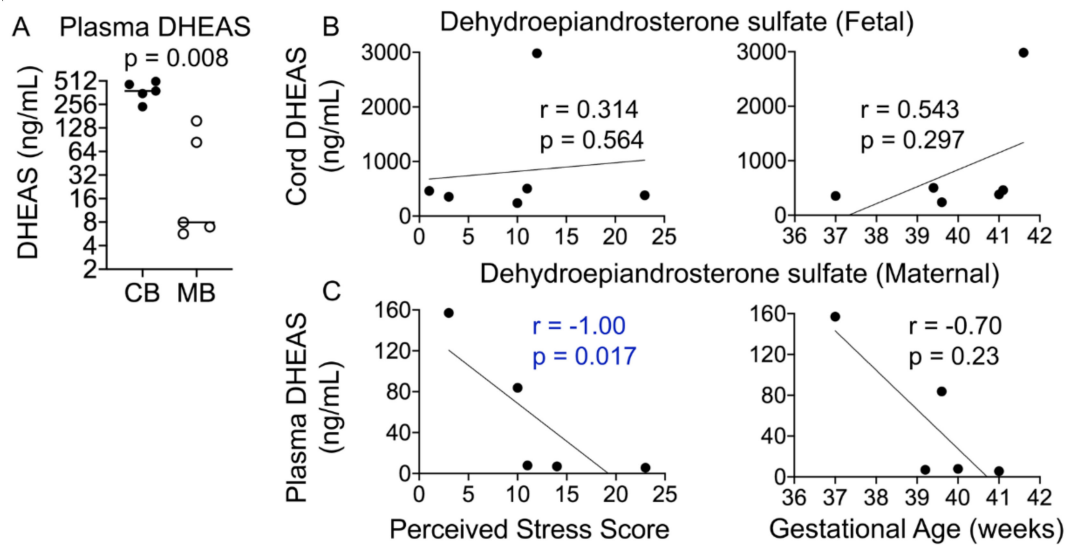 A
Plasma DHEAS
p = 0.008
DHEAS (ng/mL)
512
256
128
64
32
16
8
4
2
CB MB
B
Dehydroepiandrosterone sulfate (Fetal)
Cord DHEAS
(ng/mL)
3000
2000
1000
0
0 5 10 15 20 25
r = 0.314
p = 0.564
3000
2000
1000
0
36 37 38 39 40 41 42
r = 0.543
p = 0.297
C
Dehydroepiandrosterone sulfate (Maternal)
Plasma DHEAS
(ng/mL)
160
120
80
40
0
0 5 10 15 20 25
r = -1.00
p = 0.017
Perceived Stress Score
160
120
80
40
0
36 37 38 39 40 41 42
r = -0.70
p = 0.23
Gestational Age (weeks)